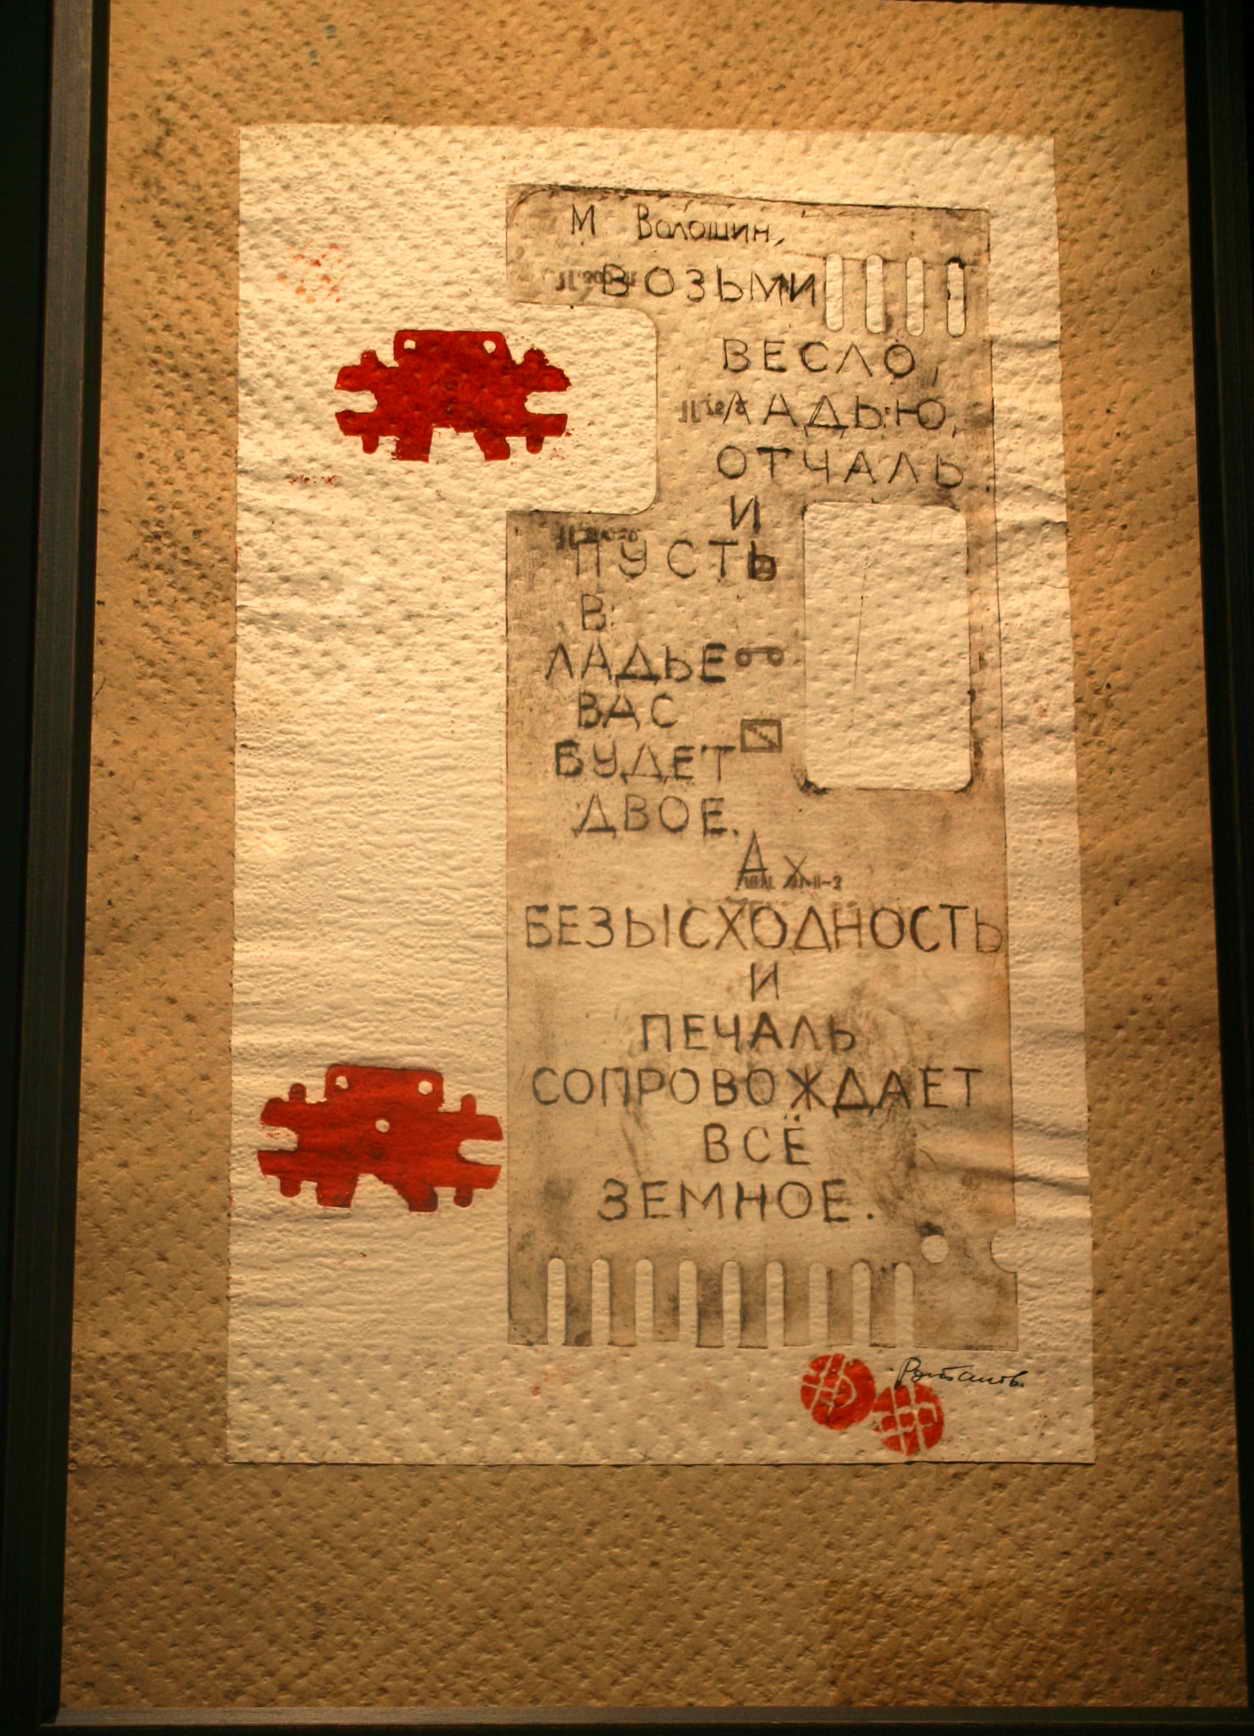 М Волошин,
ВОЗЬМИ
ВЕСЛО,
ЛАДЬЮ,
ОТЧАЛЬ.
И
ПУСТЬ
В
ЛАДЬЕ
ВАС
БУДЕТ
ДВОЕ.
АХ
БЕЗЫСХОДНОСТЬ
И
ПЕЧАЛЬ
СОПРОВОЖДАЕТ
ВСЁ
ЗЕМНОЕ.